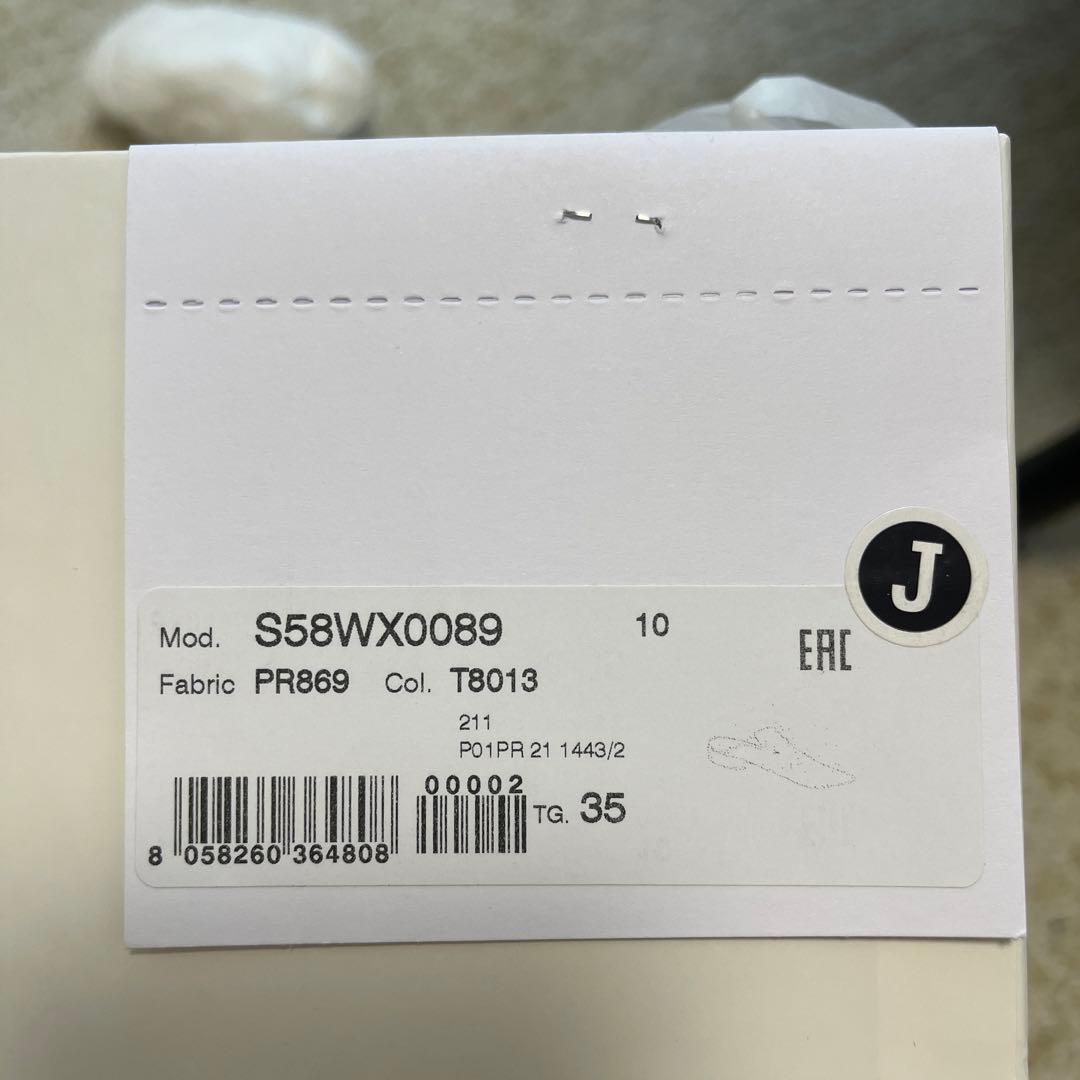 J
Mod. S58WX0089 10
EAC
Fabric PR869 Col. T8013
211
P01PR 21 1443/2
00002
TG. 35
8 058260 364808